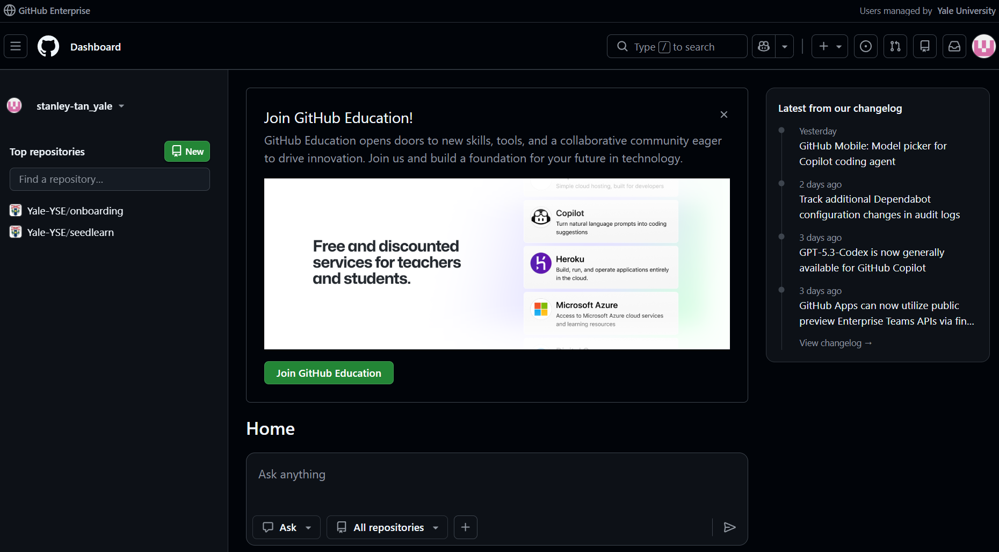 GitHub Enterprise
Users managed by Yale University
Dashboard
Type / to search
stanley-tan_yale
Top repositories
New
Find a repository...
Yale-YSE/onboarding
Yale-YSE/seedlearn
Join GitHub Education!
GitHub Education opens doors to new skills, tools, and a collaborative community eager
to drive innovation. Join us and build a foundation for your future in technology.
Free and discounted
services for teachers
and students.
Simple cloud hosting, built for developers
Copilot
Turn natural language prompts into coding
suggestions
Heroku
Build, run, and operate applications entirely
in the cloud.
Microsoft Azure
Access to Microsoft Azure cloud services
and learning resources
Join GitHub Education
Home
Ask anything
Ask
All repositories
Latest from our changelog
Yesterday
GitHub Mobile: Model picker for
Copilot coding agent
2 days ago
Track additional Dependabot
configuration changes in audit logs
3 days ago
GPT-5.3-Codex is now generally
available for GitHub Copilot
3 days ago
GitHub Apps can now utilize public
preview Enterprise Teams APIs via fin...
View changelog →